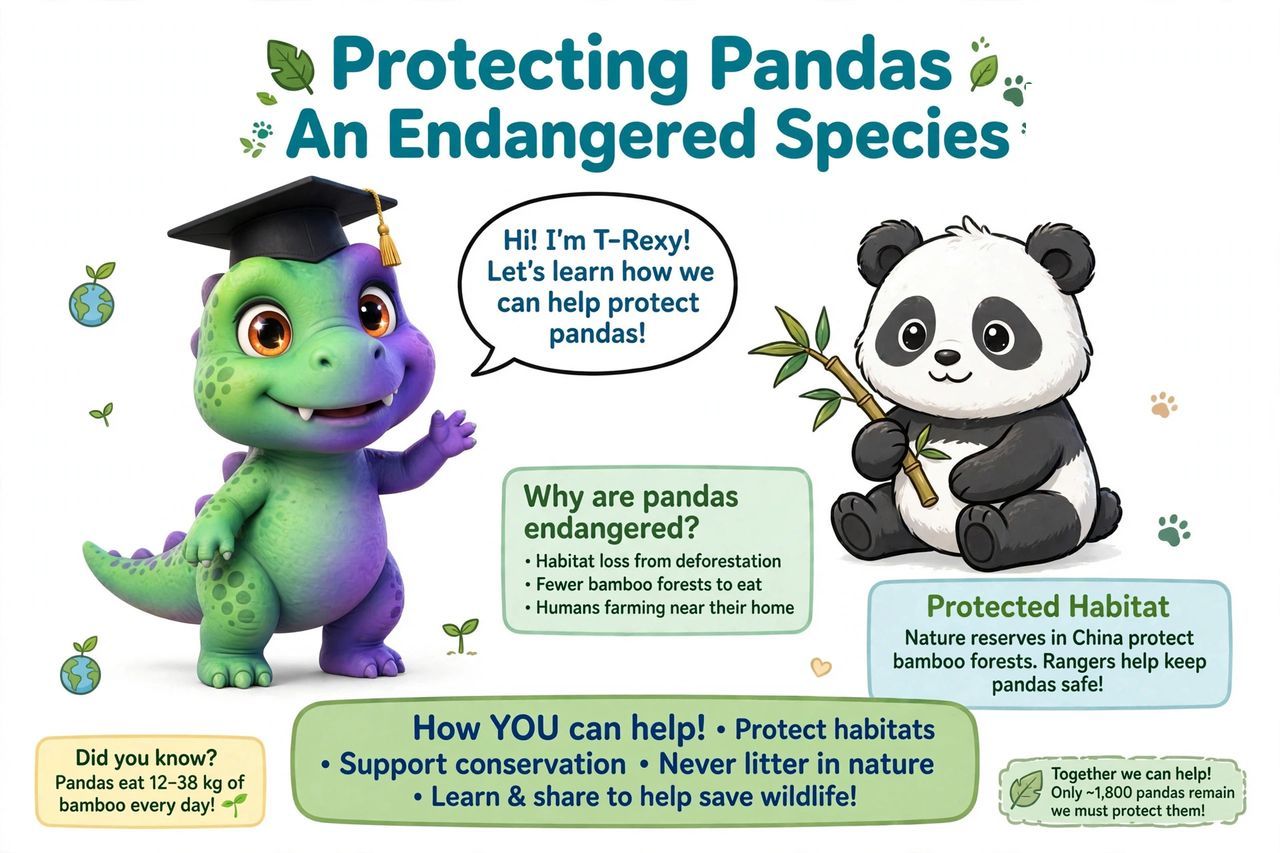 Protecting Pandas
An Endangered Species
Hi! I'm T-Rexy!
Let's learn how we
can help protect
pandas!
Why are pandas
endangered?
• Habitat loss from deforestation
• Fewer bamboo forests to eat
• Humans farming near their home
Protected Habitat
Nature reserves in China protect
bamboo forests. Rangers help keep
pandas safe!
How YOU can help! • Protect habitats
• Support conservation • Never litter in nature
• Learn & share to help save wildlife!
Did you know?
Pandas eat 12–38 kg of
bamboo every day!
Together we can help!
Only ~1,800 pandas remain
we must protect them!